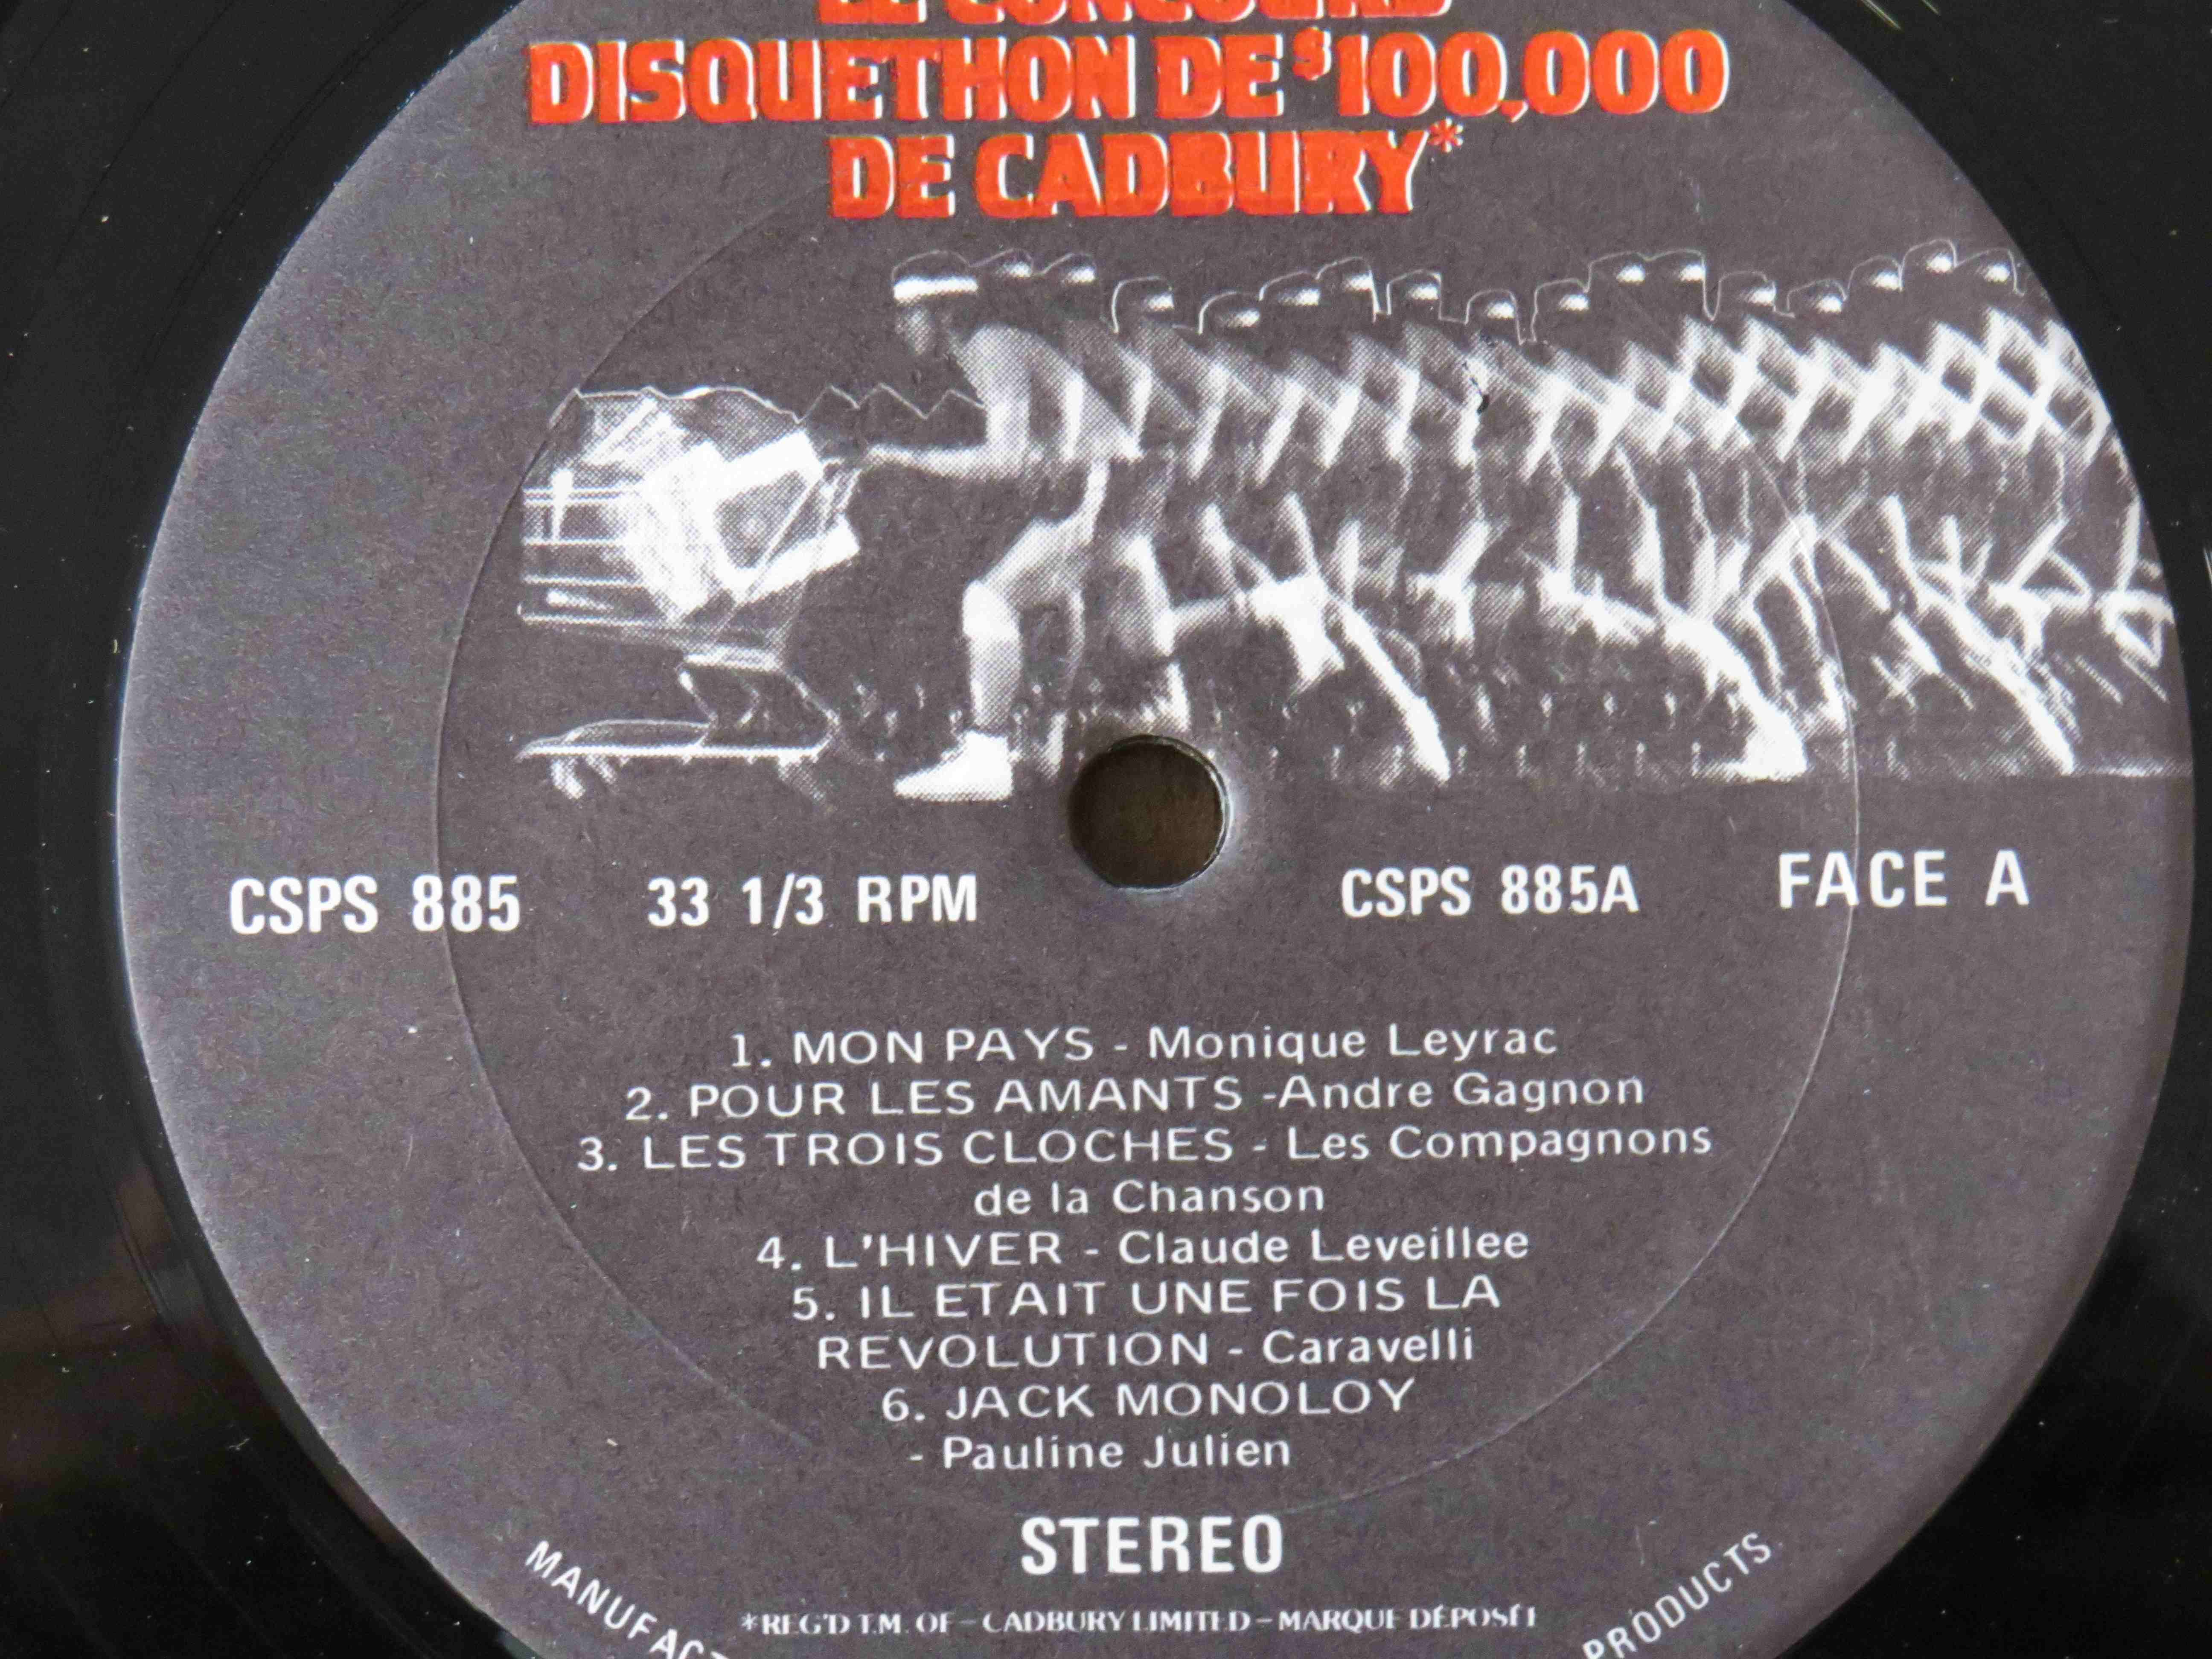 LE CONCOURS
DISQUETHON DE $100,000
DE CADBURY*
CSPS 885 33 1/3 RPM CSPS 885A FACE A
1. MON PAYS - Monique Leyrac
2. POUR LES AMANTS -Andre Gagnon
3. LES TROIS CLOCHES - Les Compagnons
de la Chanson
4. L'HIVER - Claude Leveillee
5. IL ETAIT UNE FOIS LA
REVOLUTION - Caravelli
6. JACK MONOLOY
- Pauline Julien
STEREO
*REG'D T.M. OF - CADBURY LIMITED - MARQUE DÉPOSÉE
MANUFACT
PRODUCTS